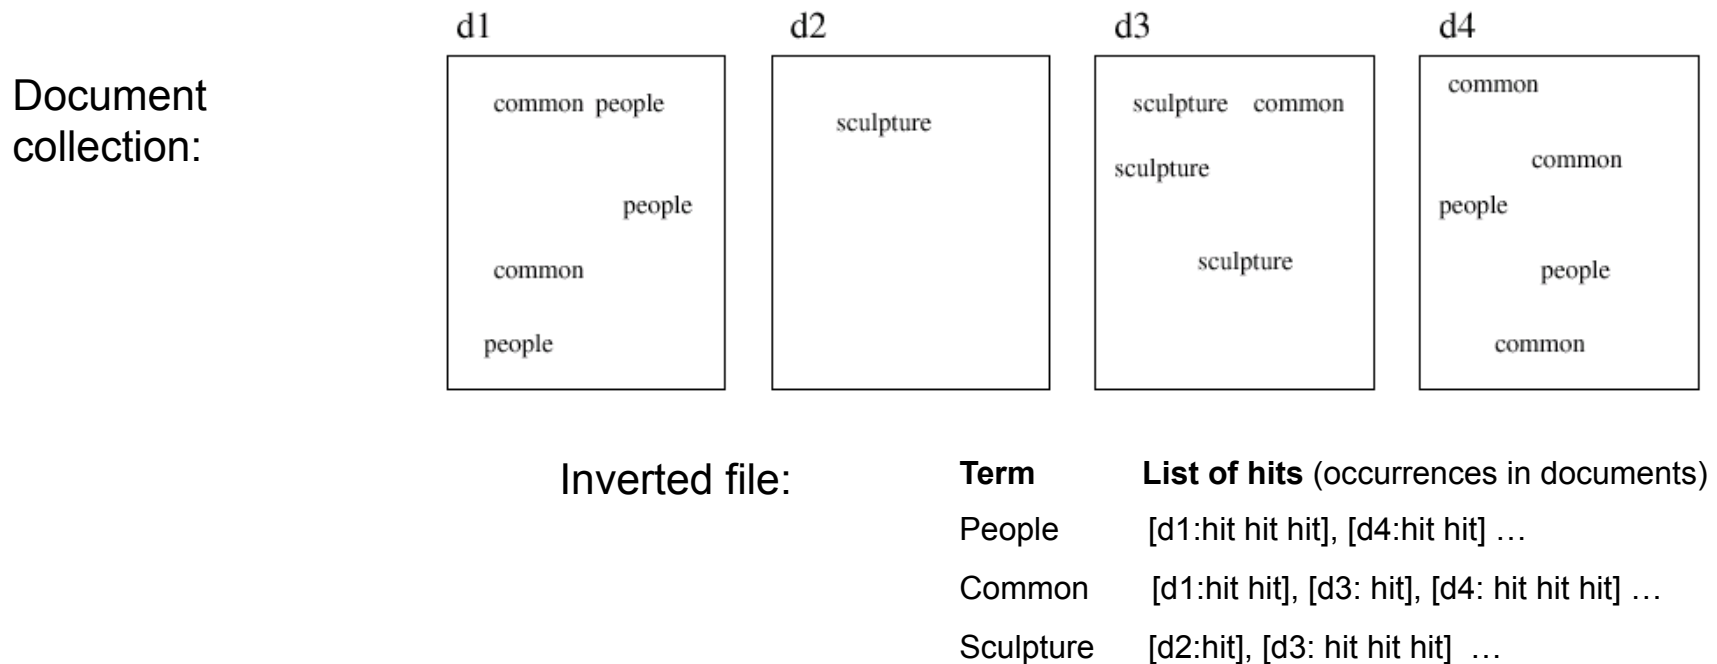 Document
collection:
d1
common people
people
common
people
d2
sculpture
d3
sculpture common
sculpture
sculpture
d4
common
common
people
people
common
Inverted file:
Term List of hits (occurrences in documents)
People [d1:hit hit hit], [d4:hit hit] …
Common [d1:hit hit], [d3: hit], [d4: hit hit hit] …
Sculpture [d2:hit], [d3: hit hit hit] …